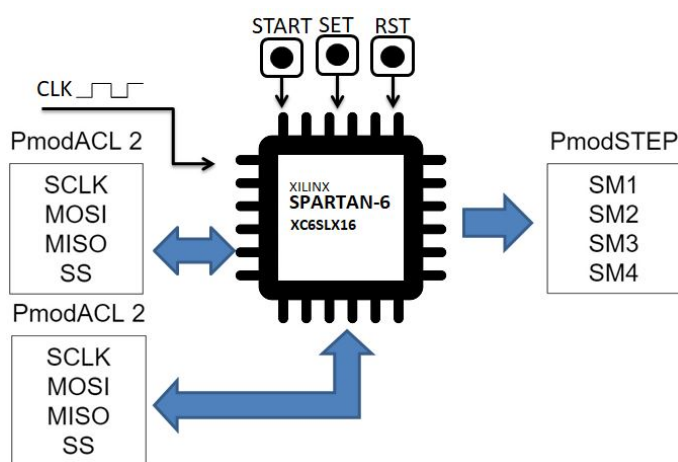 START SET RST
CLK
PmodACL 2
SCLK
MOSI
MISO
SS
XILINX
SPARTAN-6
XC6SLX16
PmodSTEP
SM1
SM2
SM3
SM4
PmodACL 2
SCLK
MOSI
MISO
SS